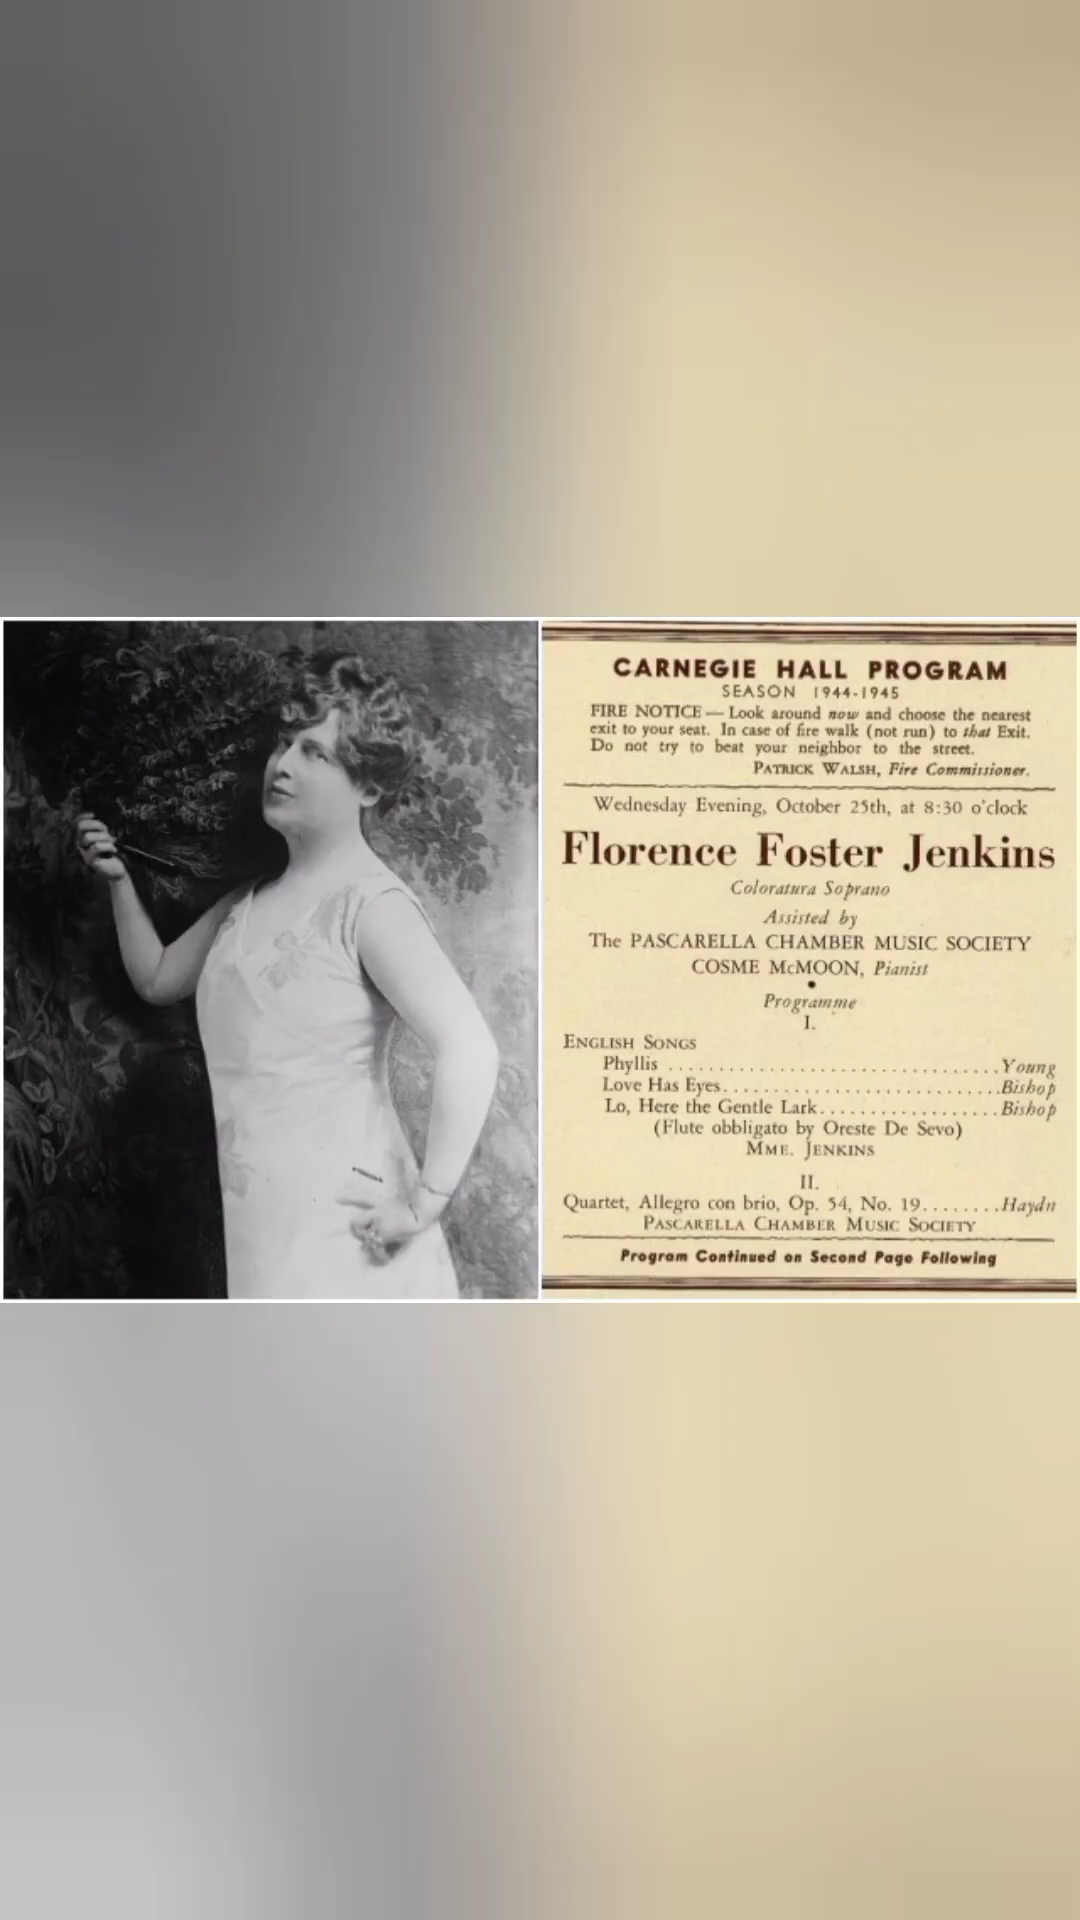 CARNEGIE HALL PROGRAM
SEASON 1944-1945
FIRE NOTICE — Look around now and choose the nearest
exit to your seat. In case of fire walk (not run) to that Exit.
Do not try to beat your neighbor to the street.
PATRICK WALSH, Fire Commissioner.
Wednesday Evening, October 25th, at 8:30 o'clock
Florence Foster Jenkins
Coloratura Soprano
Assisted by
The PASCARELLA CHAMBER MUSIC SOCIETY
COSME McMOON, Pianist
•
Programme
I.
ENGLISH SONGS
Phyllis ................................Young
Love Has Eyes...........................Bishop
Lo, Here the Gentle Lark................Bishop
(Flute obbligato by Oreste De Sevo)
MME. JENKINS
II.
Quartet, Allegro con brio, Op. 54, No. 19........Haydn
PASCARELLA CHAMBER MUSIC SOCIETY
Program Continued on Second Page Following